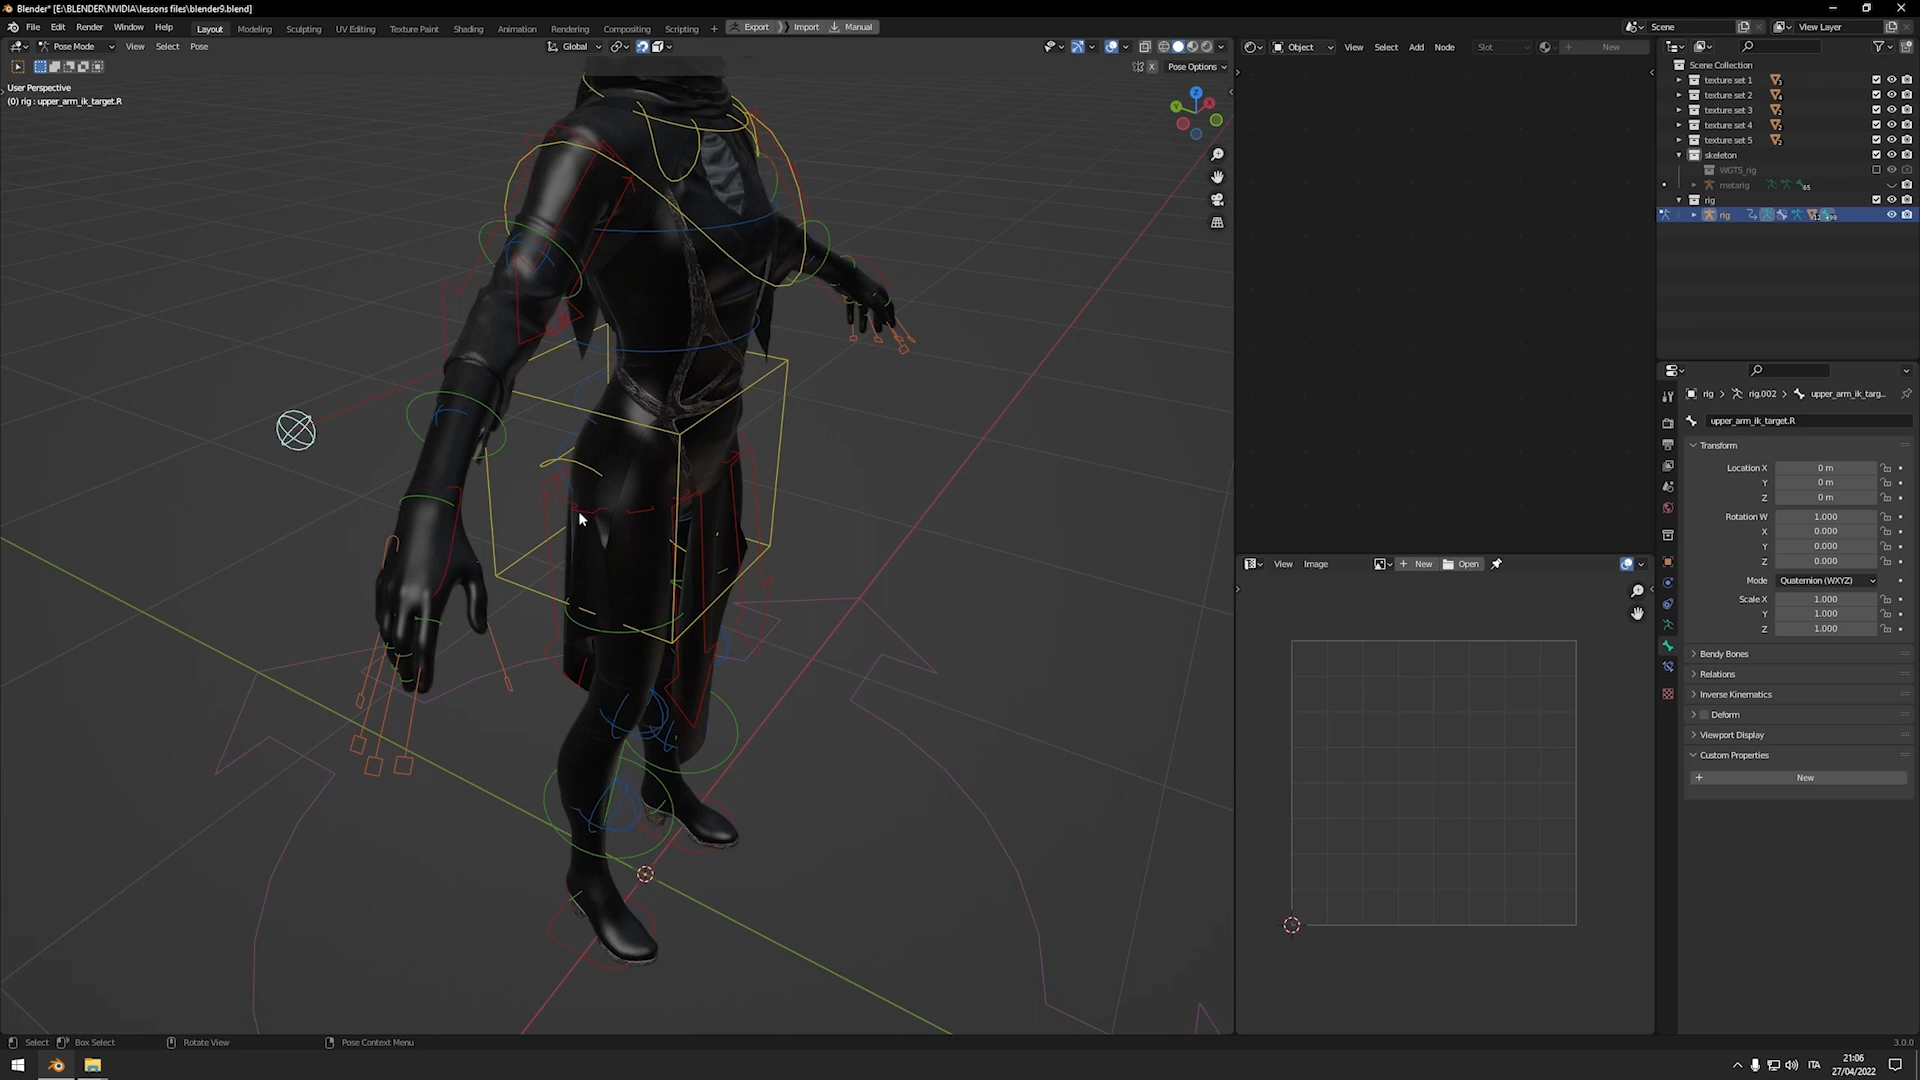 Blender* [E:\BLENDER\NVIDIA\lessons files\blender9.blend]
File Edit Render Window Help Layout Modeling Sculpting UV Editing Texture Paint Shading Animation Rendering Compositing Scripting + Export Import Manual Scene View Layer
Pose Mode View Select Pose Global Object View Select Add Node Slot New
X Pose Options
User Perspective
(0) rig : upper_arm_ik_target.R
Z
Y
X
Scene Collection
texture set 1
texture set 2
texture set 3
texture set 4
texture set 5
skeleton
WGTS_rig
metarig 65
rig
rig
rig rig.002 upper_arm_ik_targ...
upper_arm_ik_target.R
Transform
Location X 0 m
Y 0 m
Z 0 m
Rotation W 1.000
X 0.000
Y 0.000
Z 0.000
Mode Quaternion (WXYZ)
Scale X 1.000
Y 1.000
Z 1.000
Bendy Bones
Relations
Inverse Kinematics
Deform
Viewport Display
Custom Properties
+ New
View Image + New Open
Select Box Select Rotate View Pose Context Menu 3.0.0
ITA 21:06
27/04/2022